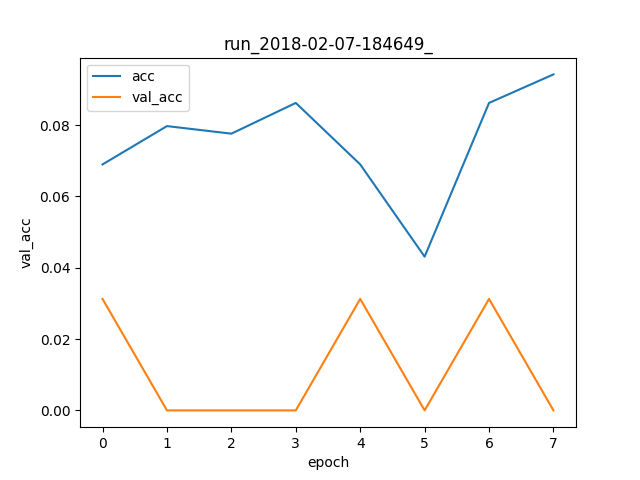 run_2018-02-07-184649_
acc
val_acc
val_acc
0.08
0.06
0.04
0.02
0.00
0 1 2 3 4 5 6 7
epoch